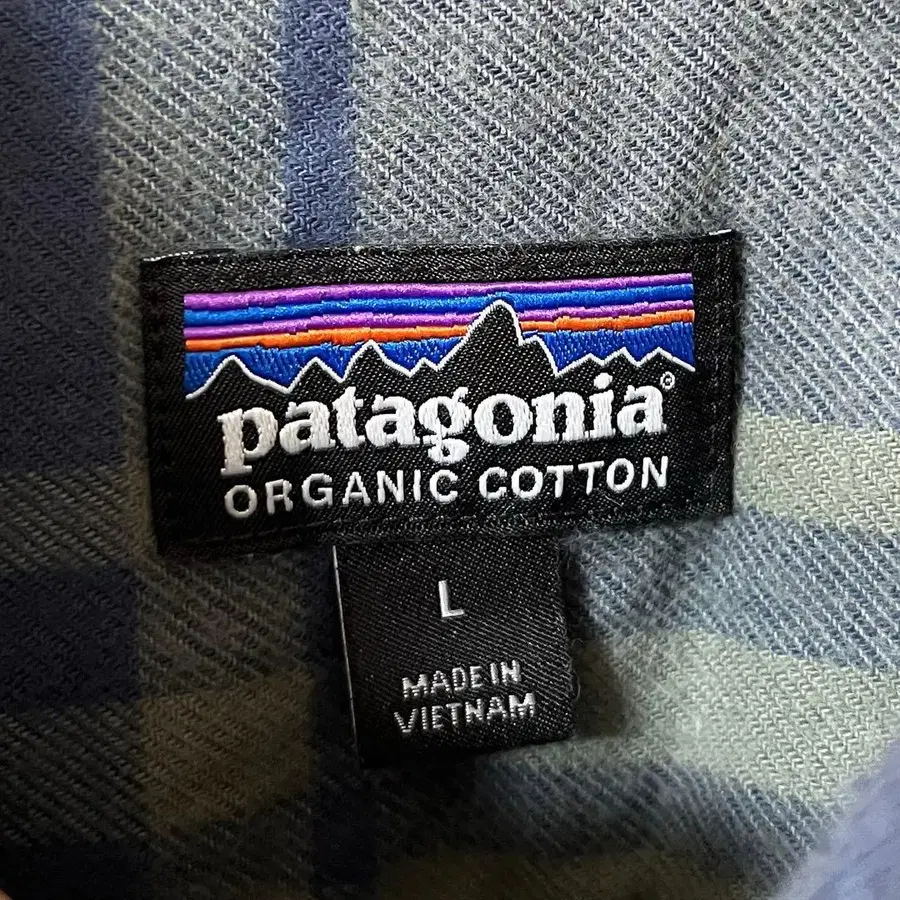 patagonia®
ORGANIC COTTON
L
MADE IN
VIETNAM